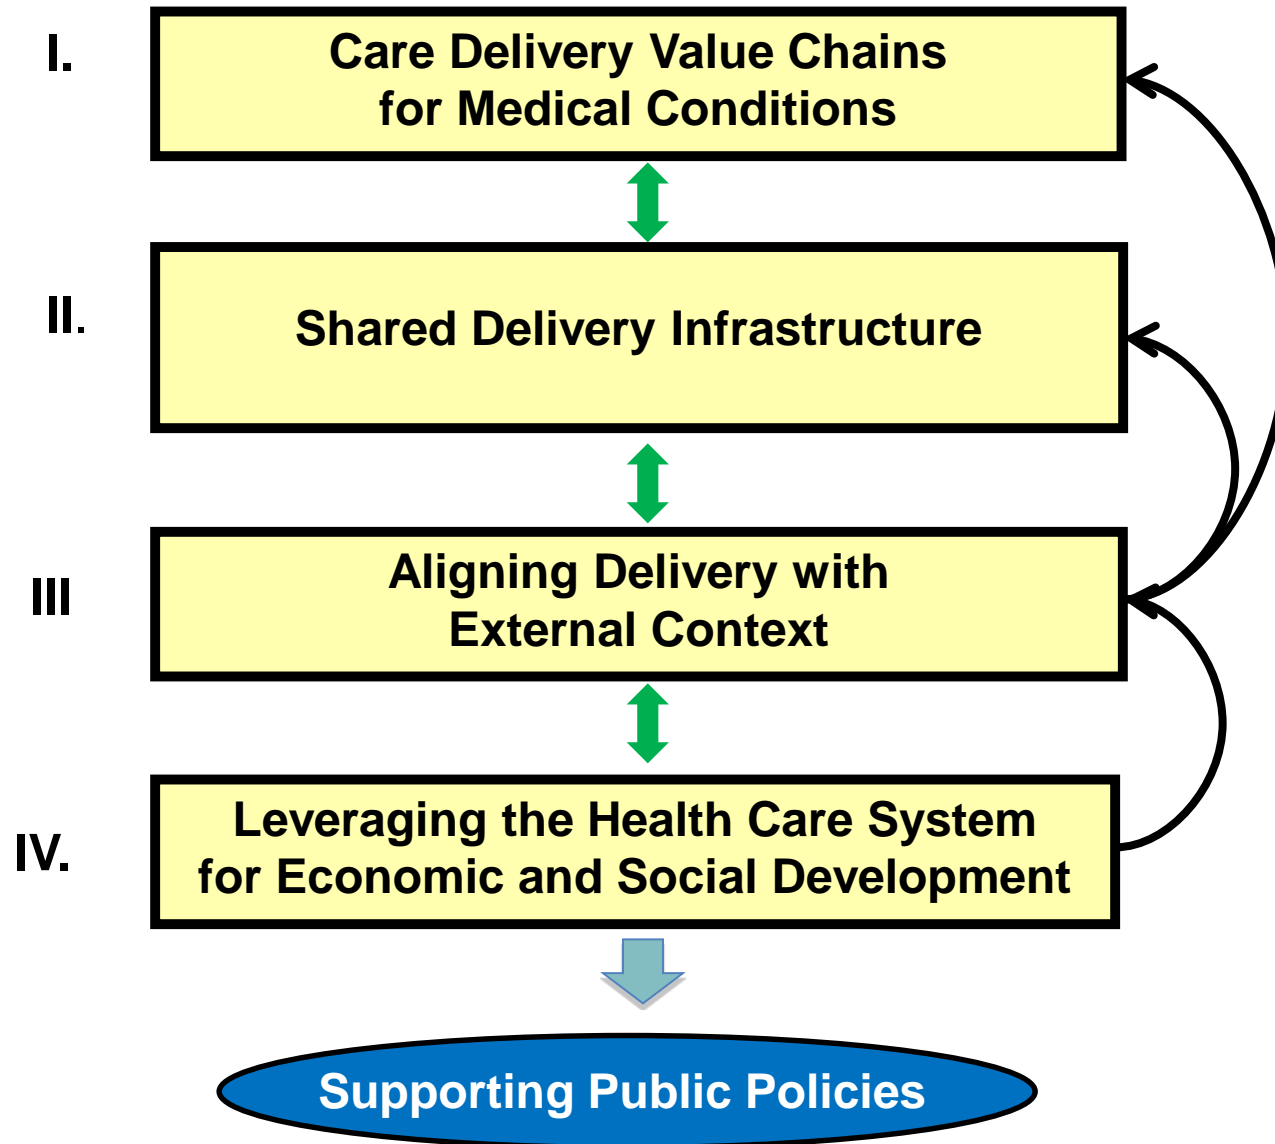 I.
Care Delivery Value Chains
for Medical Conditions
II.
Shared Delivery Infrastructure
III
Aligning Delivery with
External Context
IV.
Leveraging the Health Care System
for Economic and Social Development
Supporting Public Policies